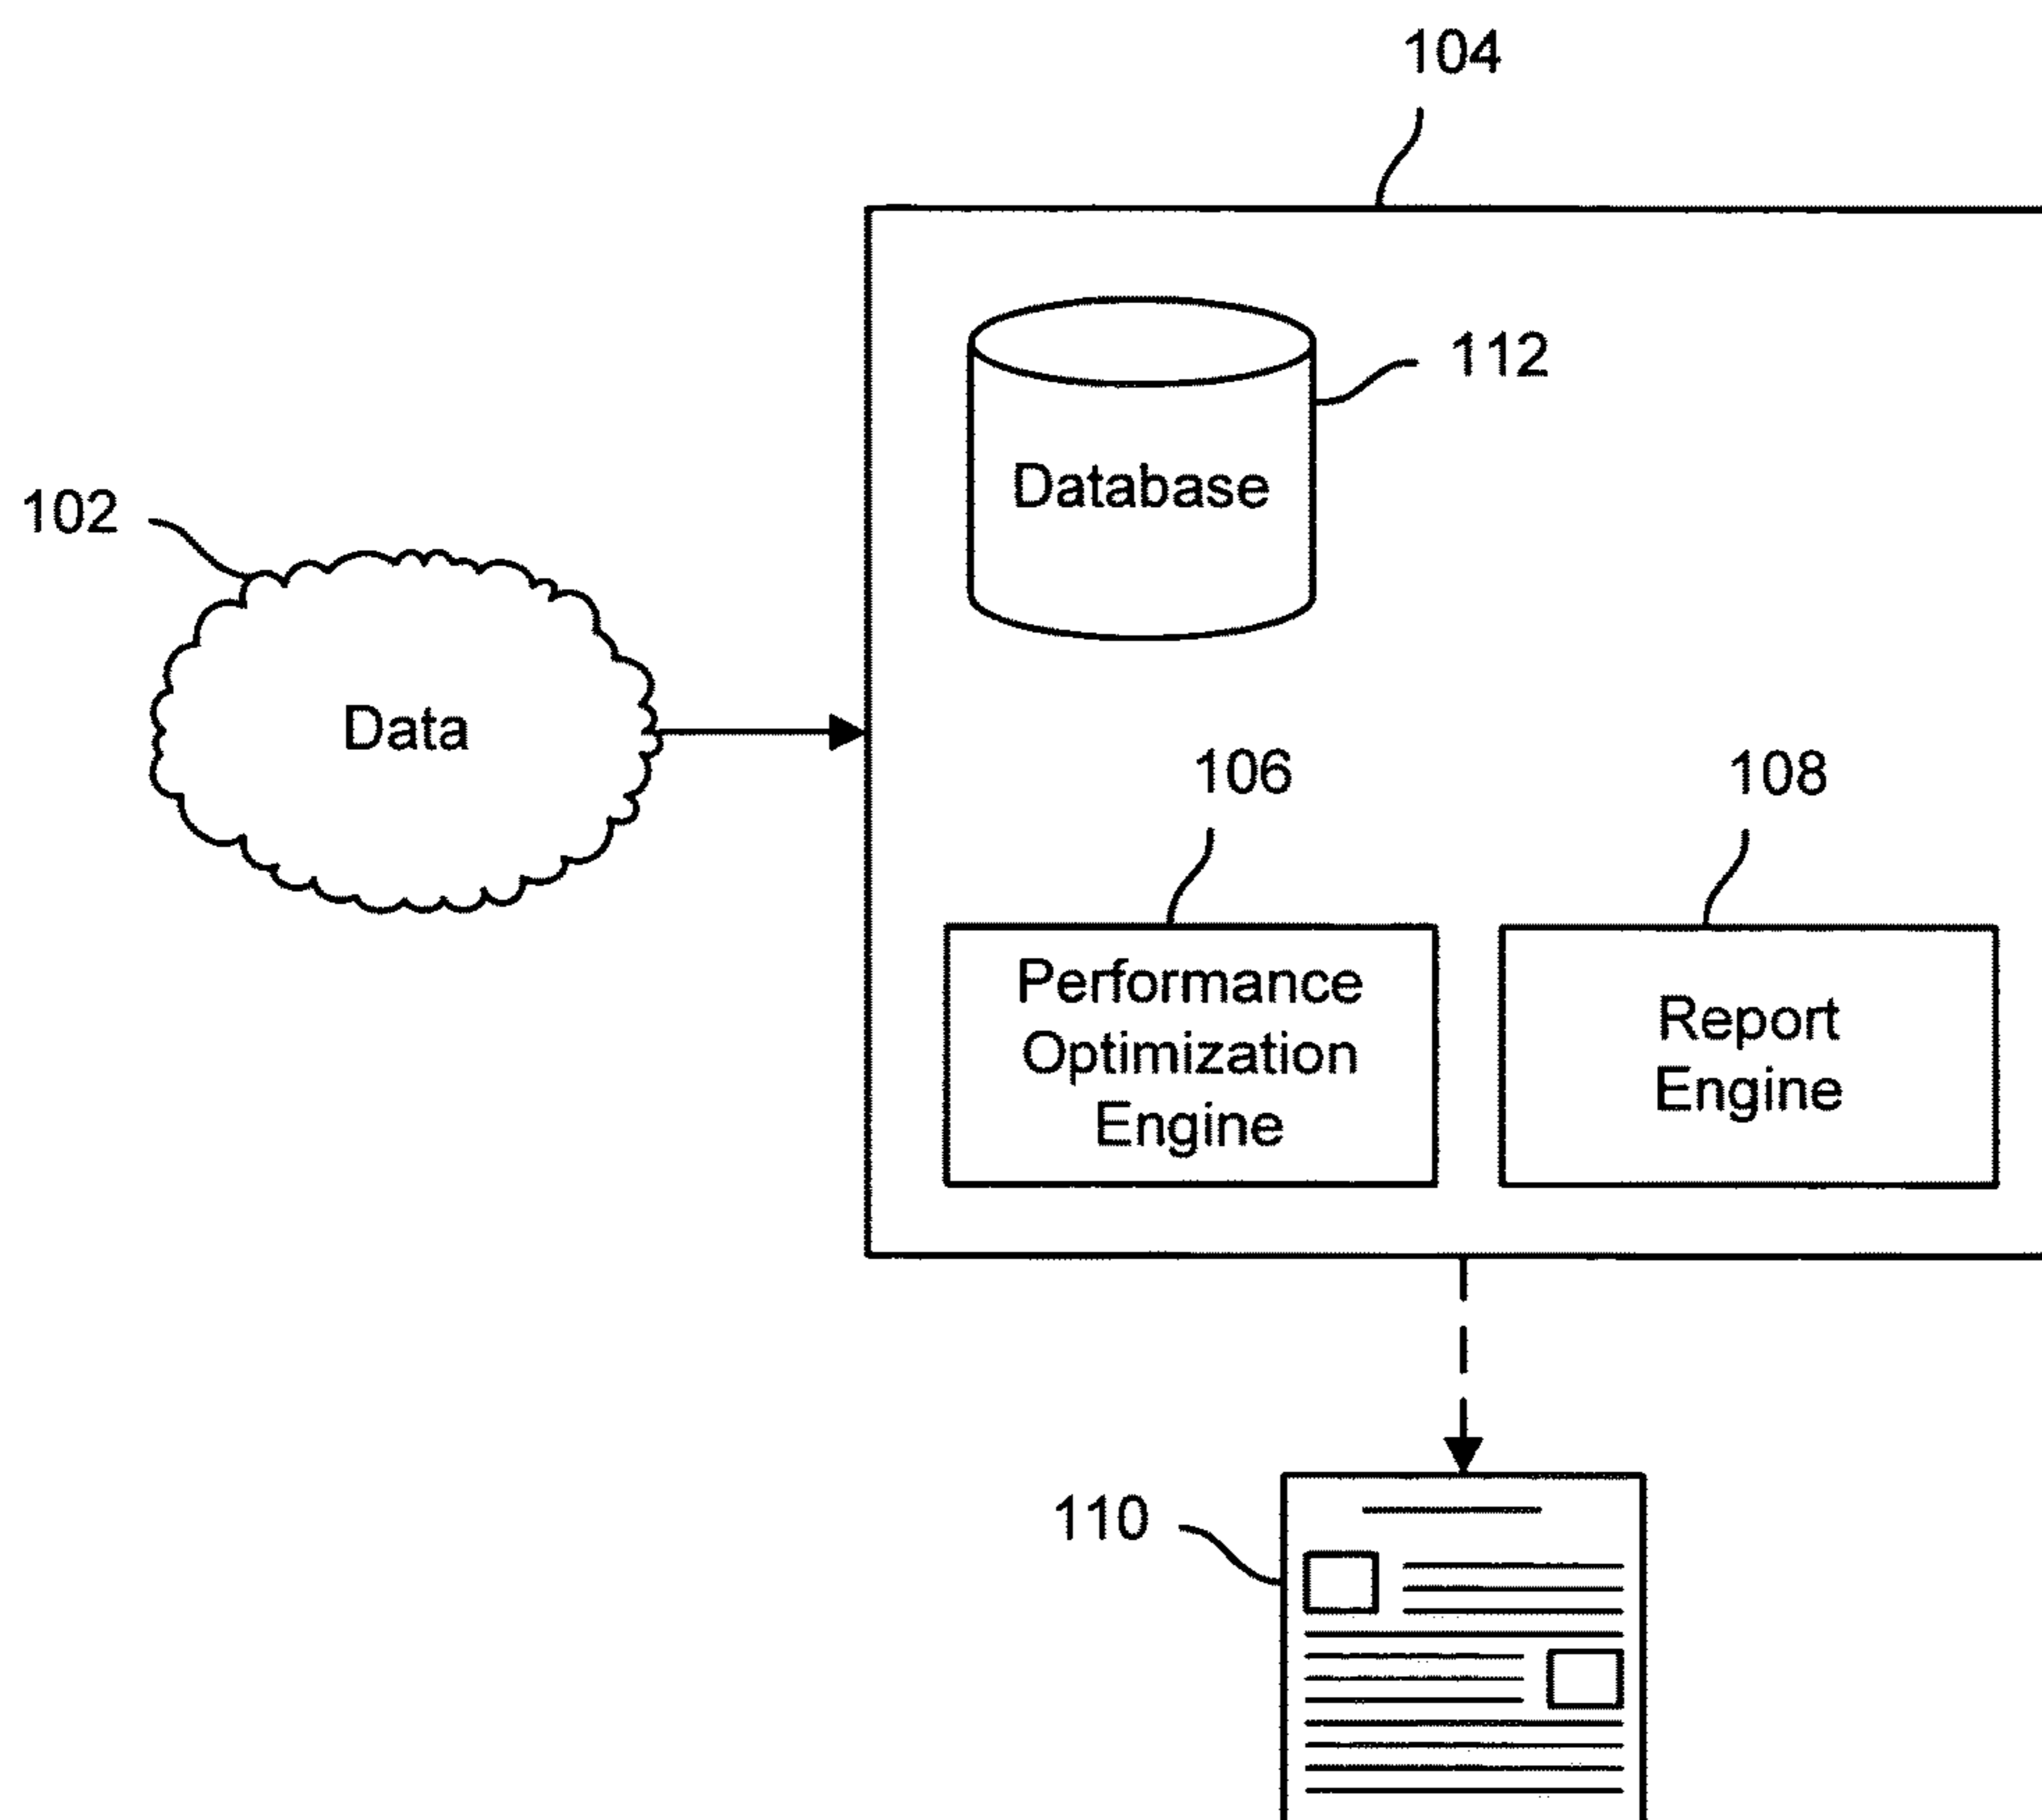 104
112
Database
102
Data
106
108
Performance
Optimization
Engine
Report
Engine
110